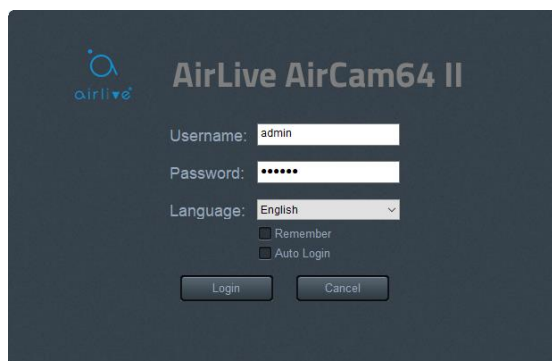 airlive
AirLive AirCam64 II
Username: admin
Password: ••••••
Language: English
Remember
Auto Login
Login Cancel